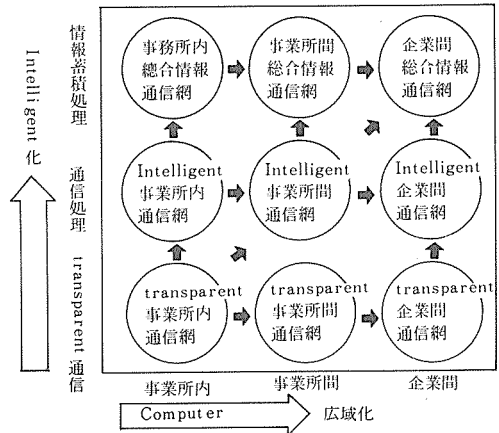 情報蓄積処理
通信処理
transparent 通信
Intelligent 化
事務所内
總合情報
通信網
事業所間
総合情報
通信網
企業間
総合情報
通信網
Intelligent
事業所内
通信網
Intelligent
事業所間
通信網
Intelligent
企業間
通信網
transparent
事業所内
通信網
transparent
事業所間
通信網
transparent
企業間
通信網
事業所内
事業所間
企業間
Computer
広域化